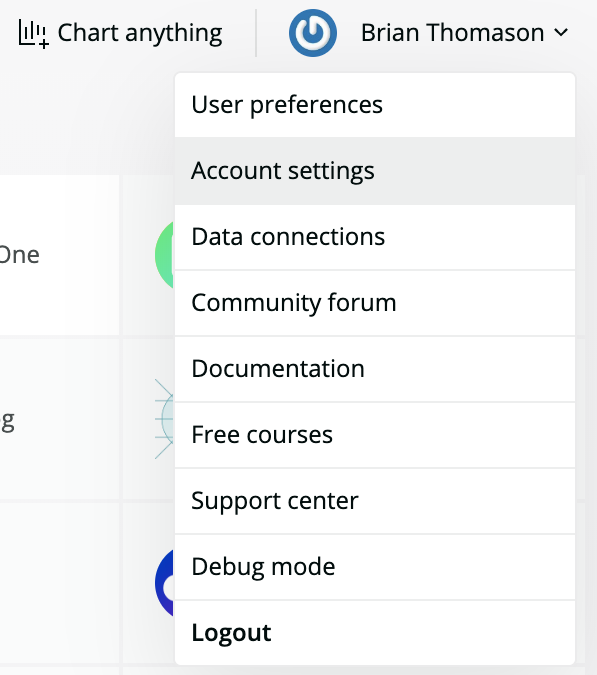 Chart anything
Brian Thomason
User preferences
Account settings
One
Data connections
Community forum
Documentation
g
Free courses
Support center
Debug mode
Logout